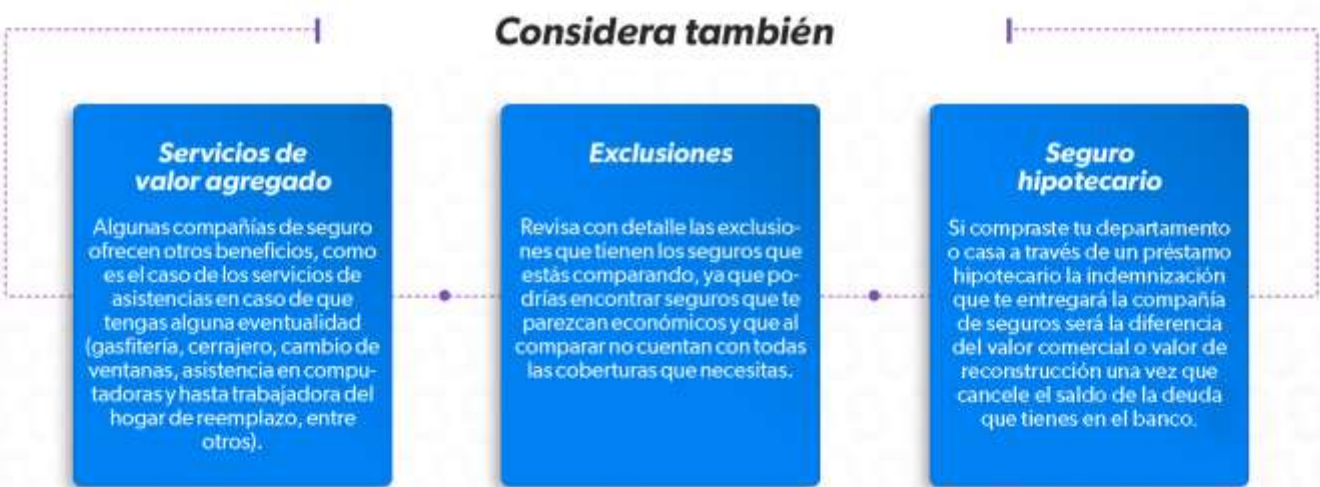 Considera también
Servicios de
valor agregado
Algunas compañías de seguro
ofrecen otros beneficios, como
es el caso de los servicios de
asistencias en caso de que
tengas alguna eventualidad
(gasfitería, cerrajero, cambio de
ventanas, asistencia en compu-
tadoras y hasta trabajadora del
hogar de reemplazo, entre
otros).
Exclusiones
Revisa con detalle las exclusio-
nes que tienen los seguros que
estás comparando, ya que po-
drías encontrar seguros que te
parezcan económicos y que al
comparar no cuentan con todas
las coberturas que necesitas.
Seguro
hipotecario
Si compraste tu departamento
o casa a través de un préstamo
hipotecario la indemnización
que te entregará la compañía
de seguros será la diferencia
del valor comercial o valor de
reconstrucción una vez que
cancele el saldo de la deuda
que tienes en el banco.